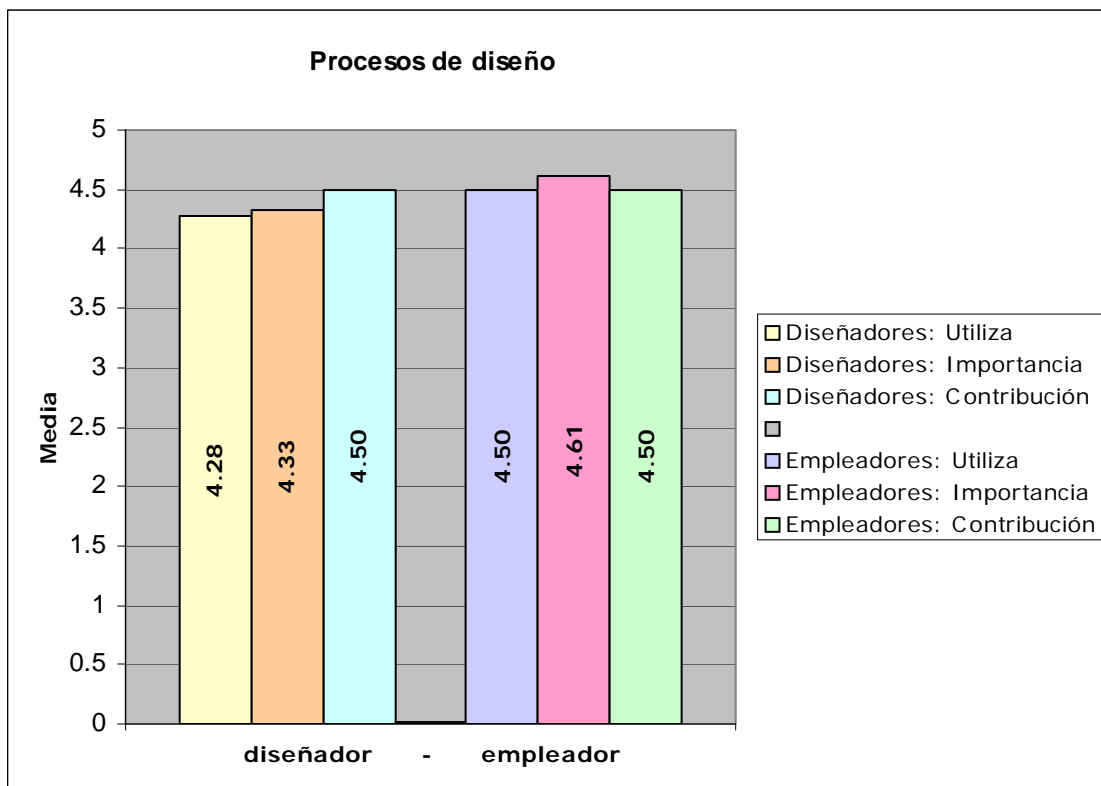 Procesos de diseño
5
4.5
4
3.5
3
2.5
2
1.5
1
0.5
0
Media
4.28
4.33
4.50
4.50
4.61
4.50
diseñador - empleador
Diseñadores: Utiliza
Diseñadores: Importancia
Diseñadores: Contribución
Empleadores: Utiliza
Empleadores: Importancia
Empleadores: Contribución